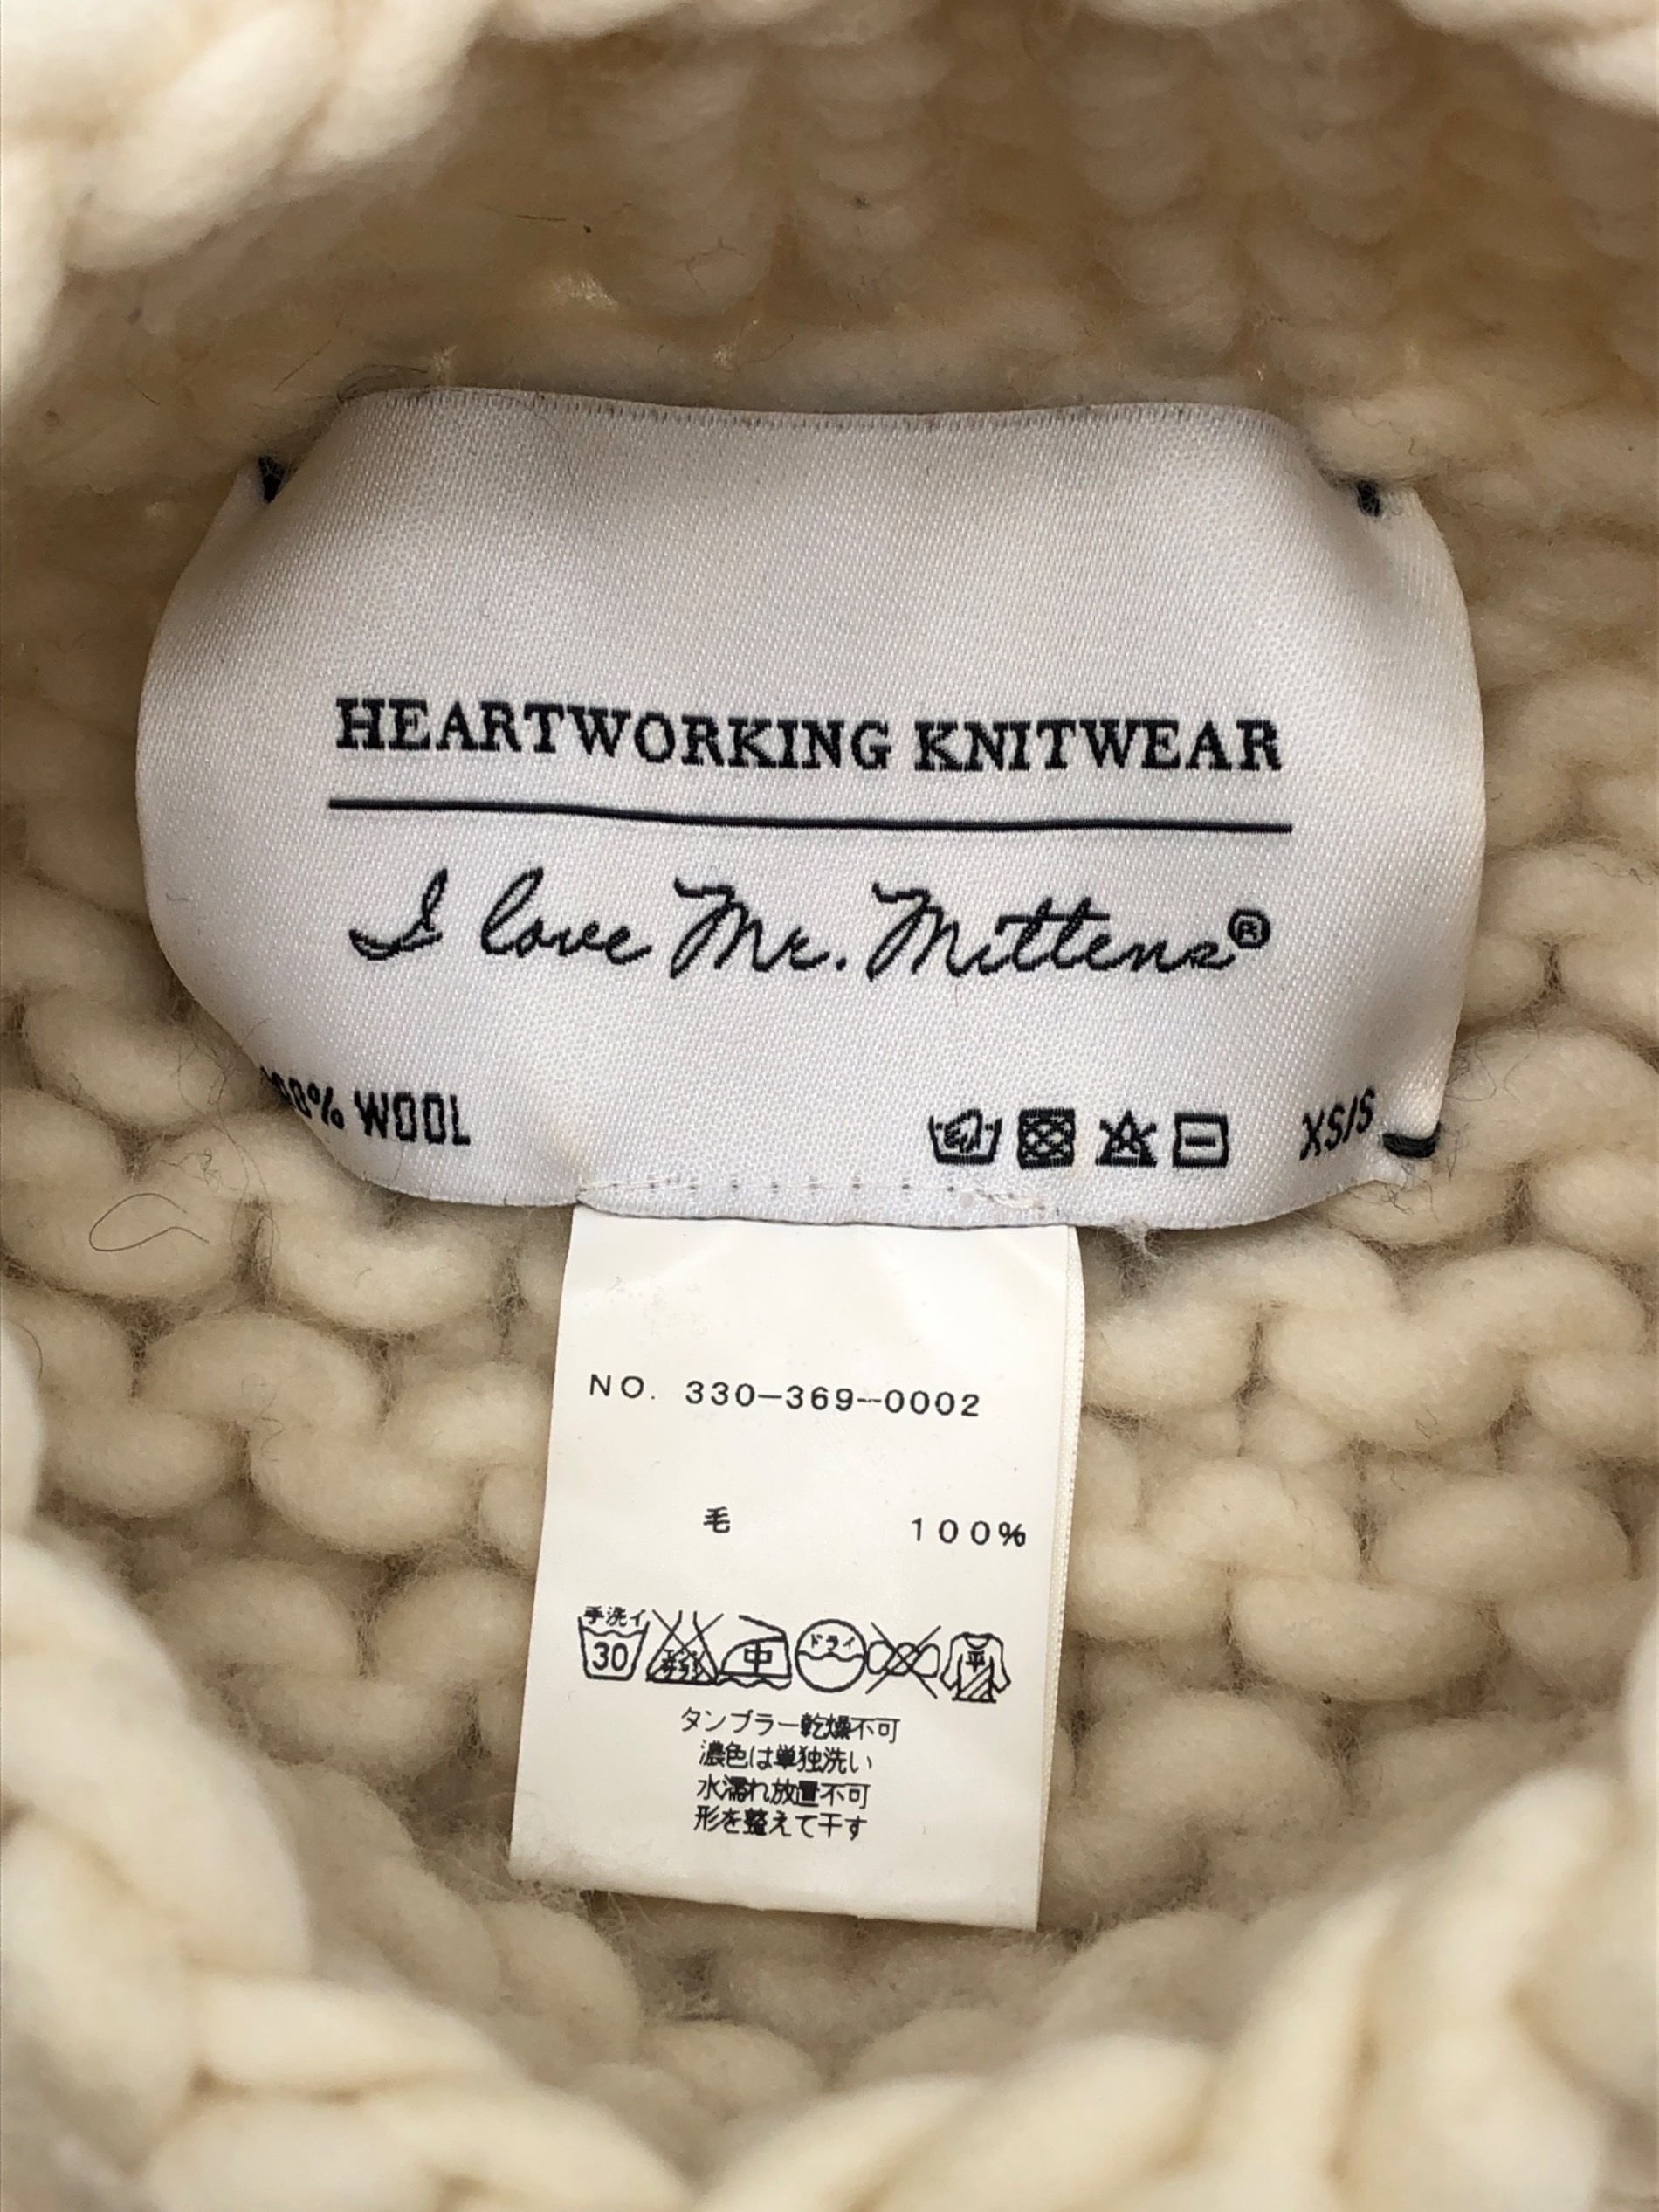 HEARTWORKING KNITWEAR
I love Mr. Mittens®
WOOL XS/S
NO. 330-369-0002
毛 100%
手洗イ 30 中 ドライ 平
タンブラー乾燥不可
濃色は単独洗い
水濡れ放置不可
形を整えて干す